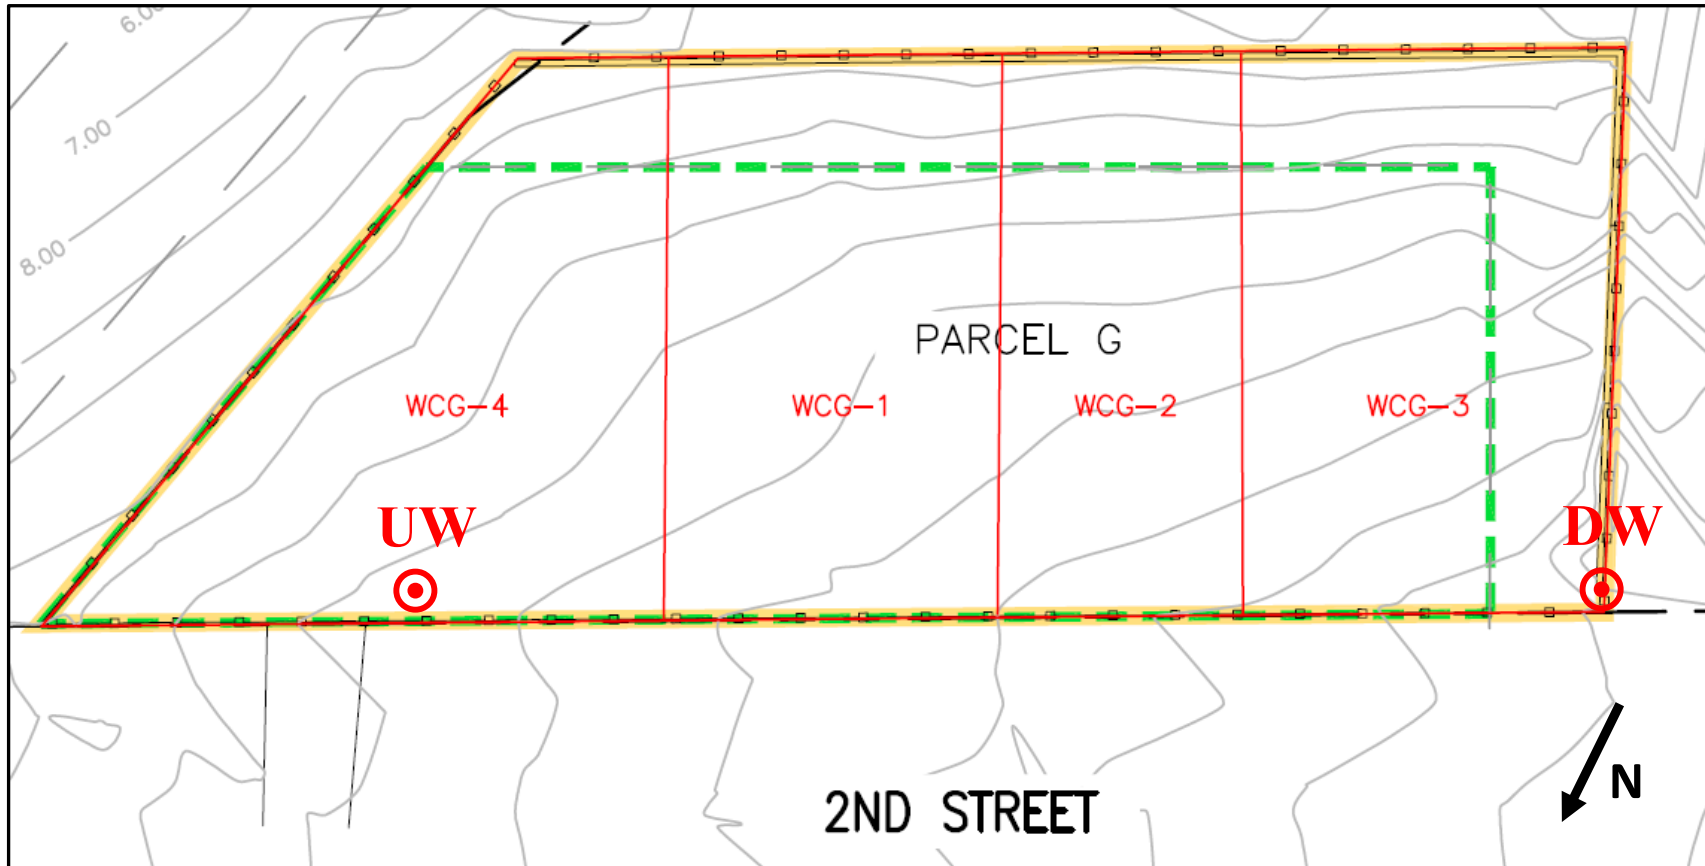 6.00
7.00
8.00
PARCEL G
WCG-4
WCG-1
WCG-2
WCG-3
UW
DW
2ND STREET
N